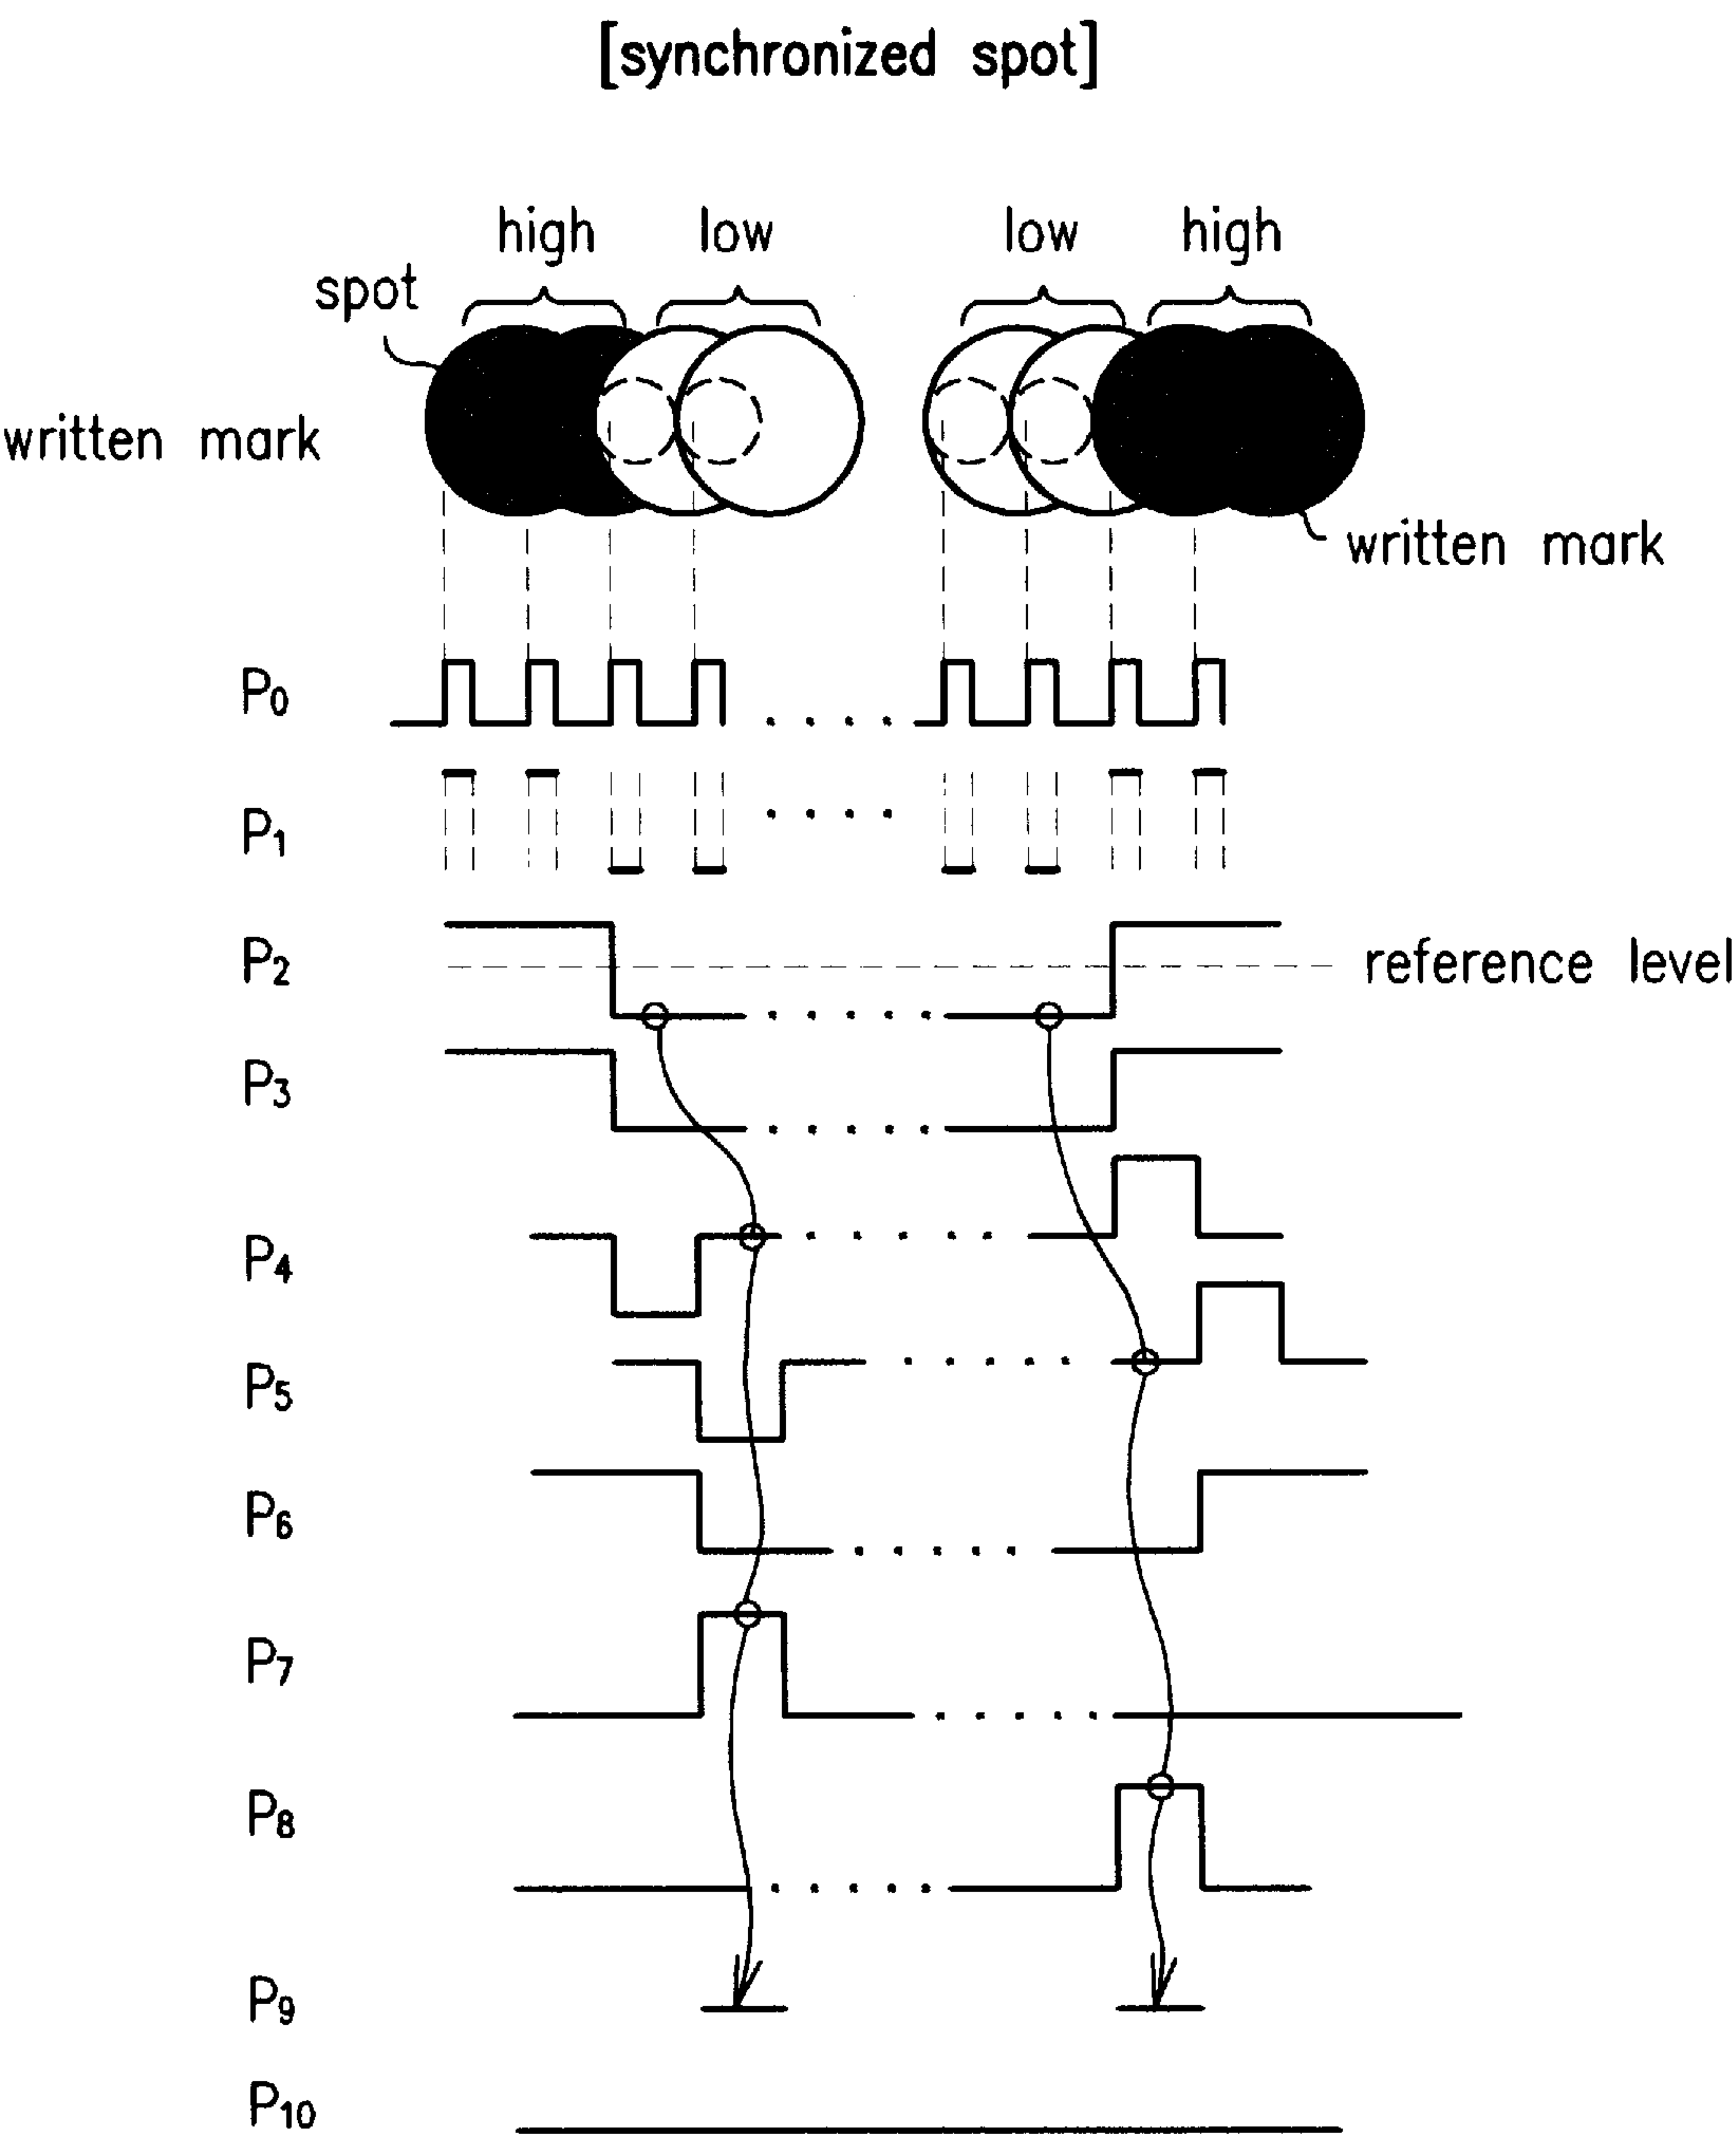 [synchronized spot]
high low low high
spot
written mark
written mark
P0
P1
P2 reference level
P3
P4
P5
P6
P7
P8
P9
P10